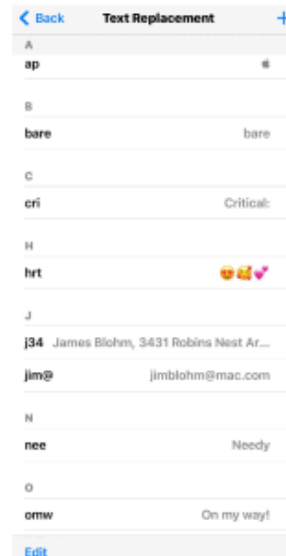 Back Text Replacement +
A
ap 
B
bare bare
C
cri Critical:
H
hrt 😍🥰💕
J
j34 James Blohm, 3431 Robins Nest Ar...
jim@ jimblohm@mac.com
N
nee Needy
O
omw On my way!
Edit